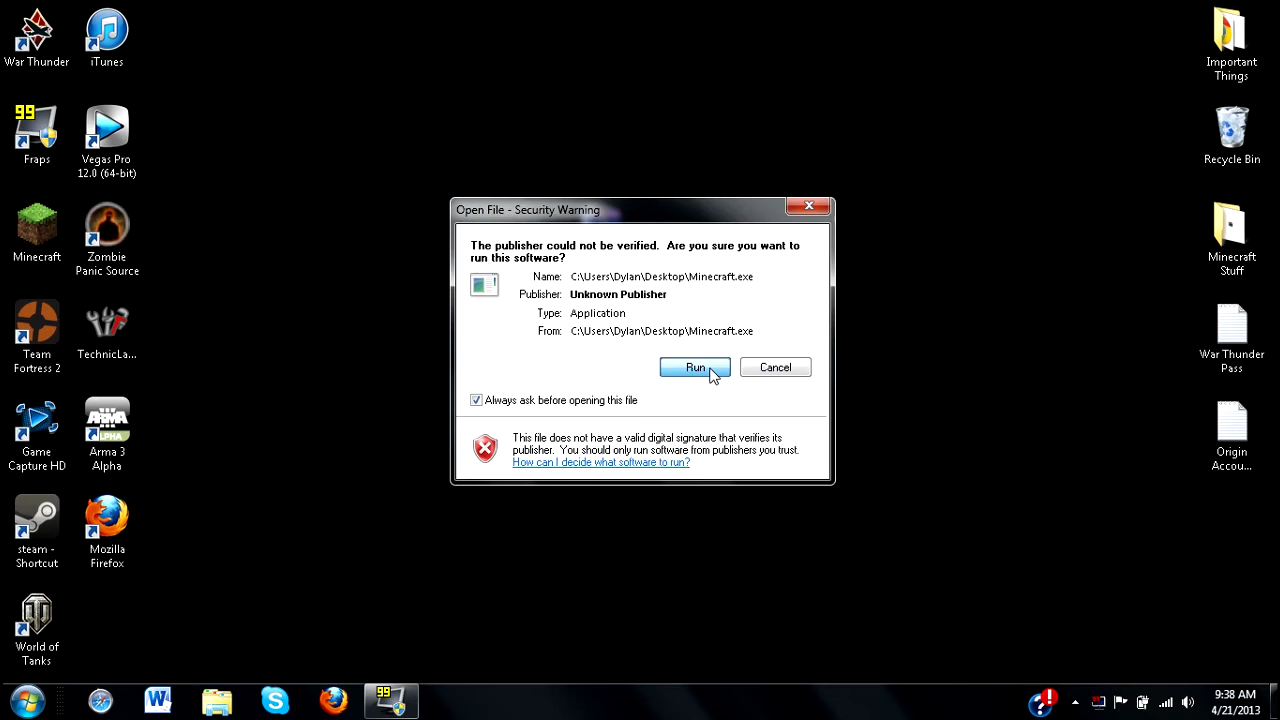 War Thunder
iTunes
99
Fraps
Vegas Pro
12.0 (64-bit)
Minecraft
Zombie
Panic Source
Team
Fortress 2
TechnicLa...
Game
Capture HD
ARMA
ALPHA
Arma 3
Alpha
steam -
Shortcut
Mozilla
Firefox
World of
Tanks
Open File - Security Warning
The publisher could not be verified.  Are you sure you want to
run this software?
Name: C:\Users\Dylan\Desktop\Minecraft.exe
Publisher: Unknown Publisher
Type: Application
From: C:\Users\Dylan\Desktop\Minecraft.exe
Run
Cancel
Always ask before opening this file
This file does not have a valid digital signature that verifies its
publisher.  You should only run software from publishers you trust.
How can I decide what software to run?
Important
Things
Recycle Bin
Minecraft
Stuff
War Thunder
Pass
Origin
Accou...
W
S
99
?!
9:38 AM
4/21/2013